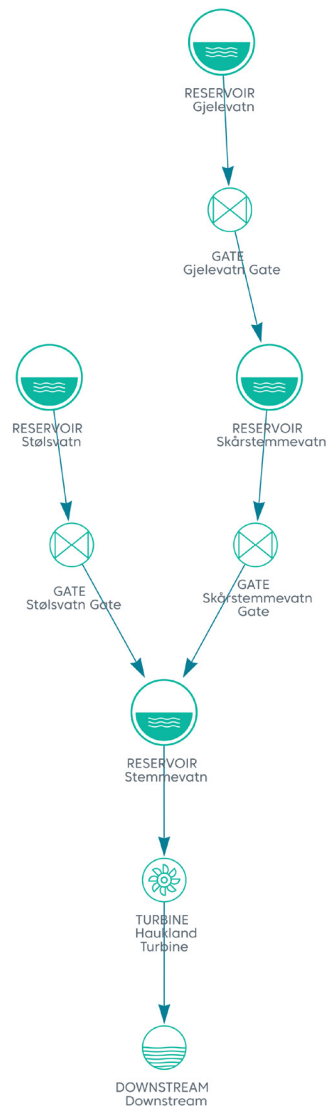 RESERVOIR
Gjelevatn
GATE
Gjelevatn Gate
RESERVOIR
Stølsvatn
RESERVOIR
Skårstemmevatn
GATE
Stølsvatn Gate
GATE
Skårstemmevatn
Gate
RESERVOIR
Stemmevatn
TURBINE
Haukland
Turbine
DOWNSTREAM
Downstream